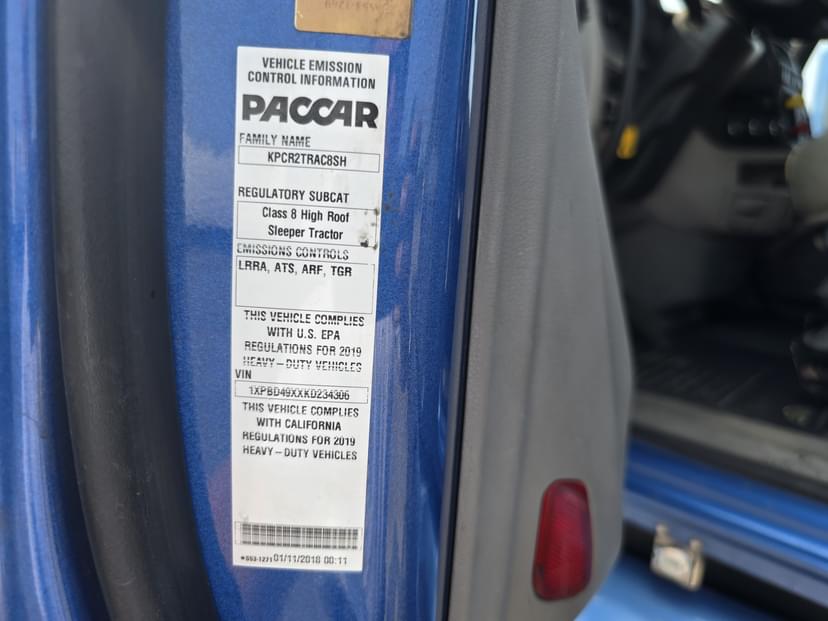 VEHICLE EMISSION
CONTROL INFORMATION
PACCAR
FAMILY NAME
KPCR2TRAC8SH
REGULATORY SUBCAT
Class 8 High Roof
Sleeper Tractor
EMISSIONS CONTROLS
LRRA, ATS, ARF, TGR
THIS VEHICLE COMPLIES
WITH U.S. EPA
REGULATIONS FOR 2019
HEAVY-DUTY VEHICLES
VIN
1XPBD49XXKD234306
THIS VEHICLE COMPLIES
WITH CALIFORNIA
REGULATIONS FOR 2019
HEAVY-DUTY VEHICLES
*S53-1271 01/11/2018 00:11